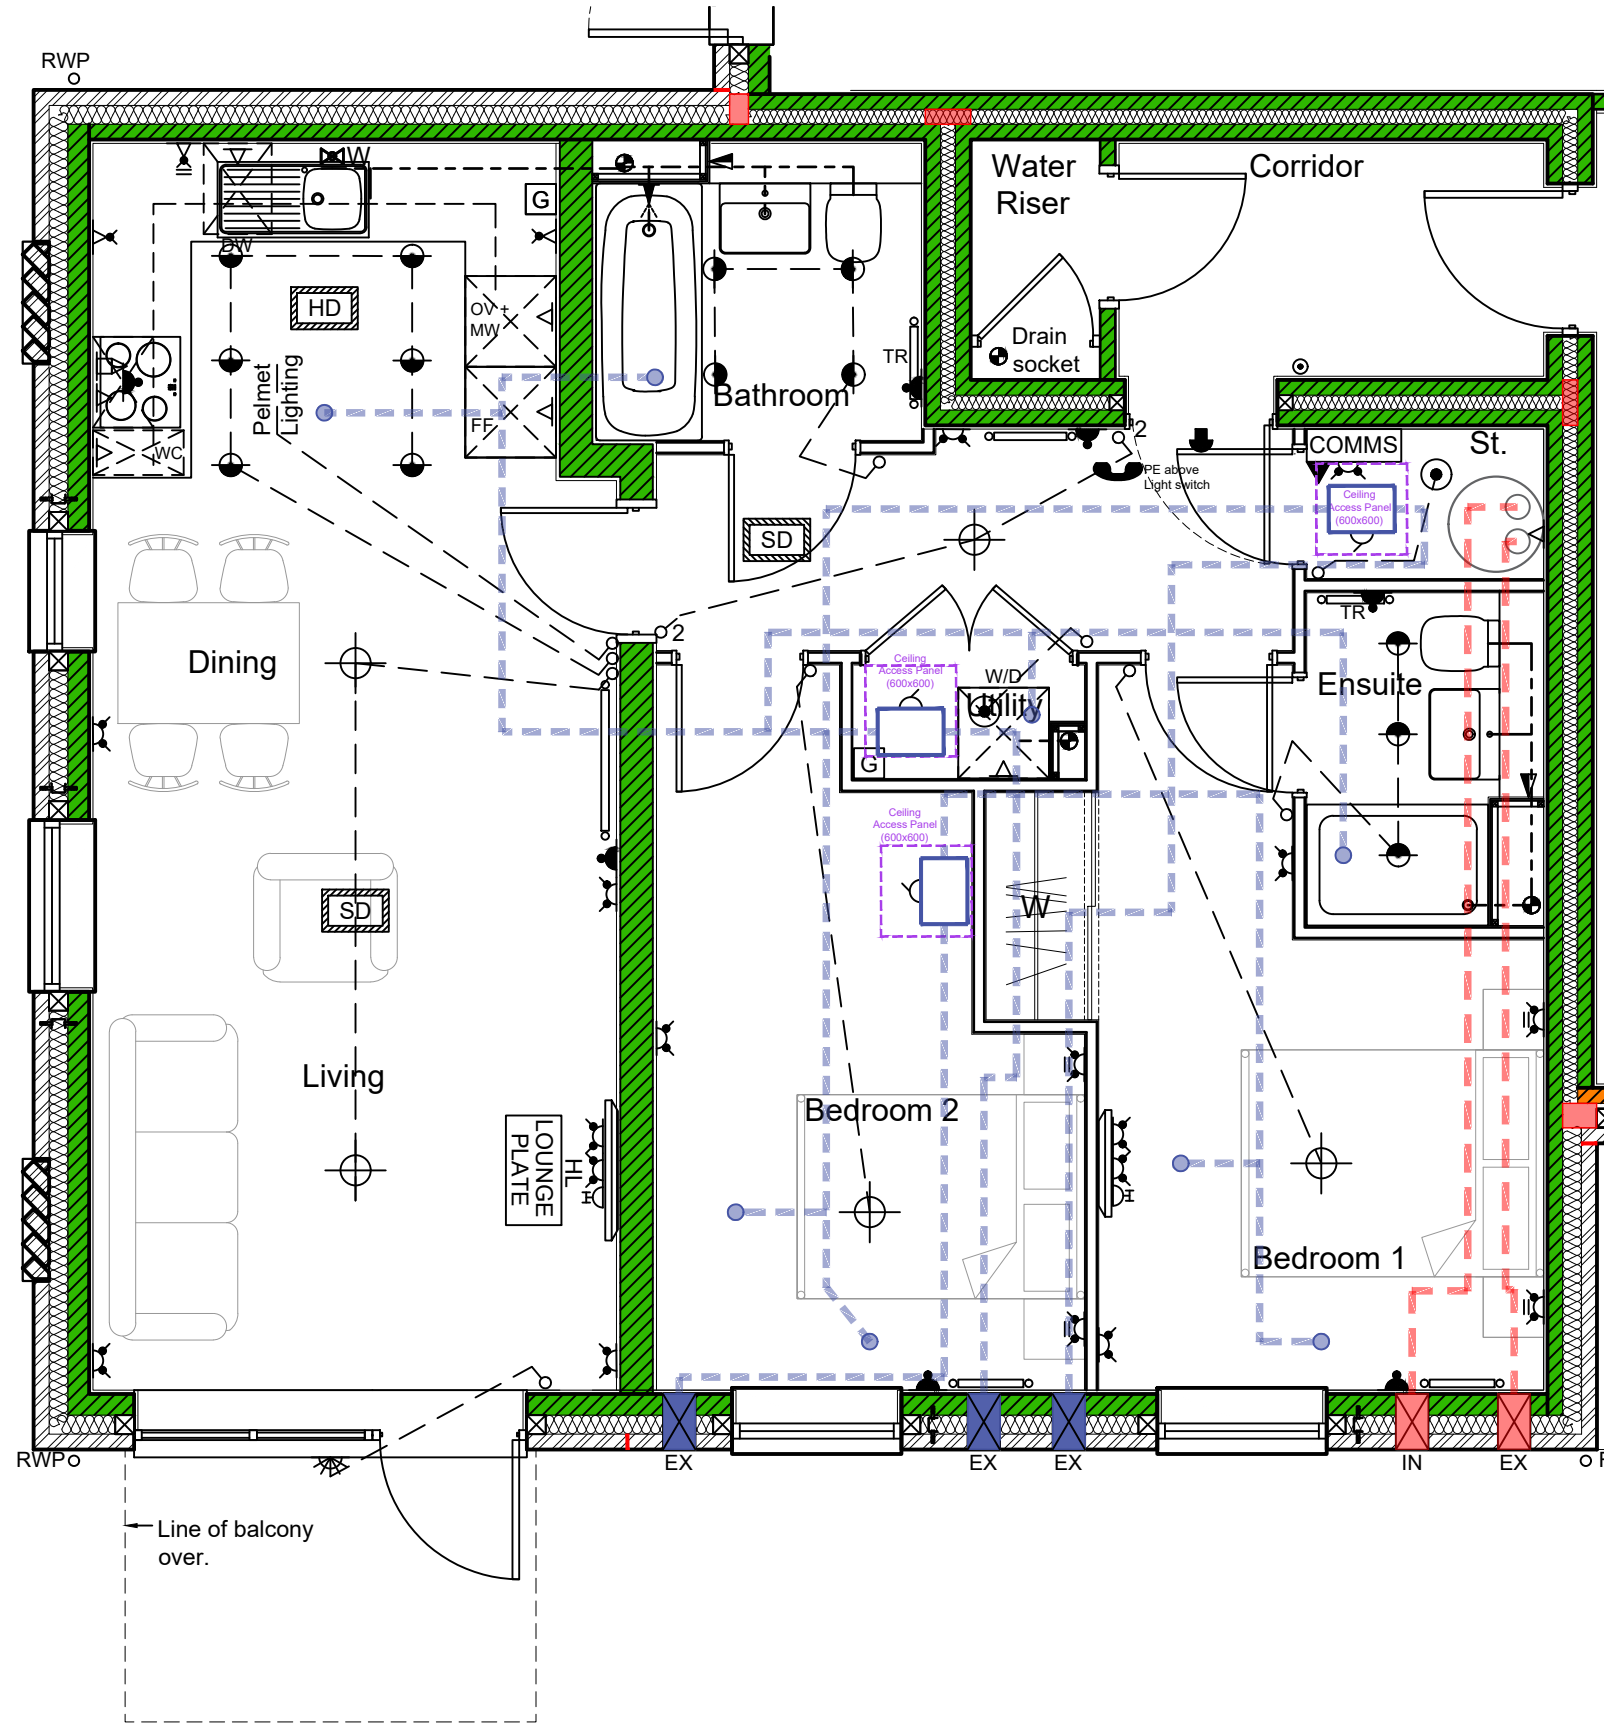 RWP
W
Water
Riser
Corridor
G
DW
HD
OV +
MW
Pelmet
Lighting
Drain
socket
TR
Bathroom
FF
WC
2
COMMS
St.
PE above
Light switch
Ceiling
Access Panel
(600x600)
SD
TR
2
Dining
Ceiling
Access Panel
(600x600)
W/D
Utility
Ensuite
G
Ceiling
Access Panel
(600x600)
SD
W
Living
Bedroom 2
LOUNGE
PLATE
HL
Bedroom 1
RWP
EX
EX
EX
IN
EX
Line of balcony
over.